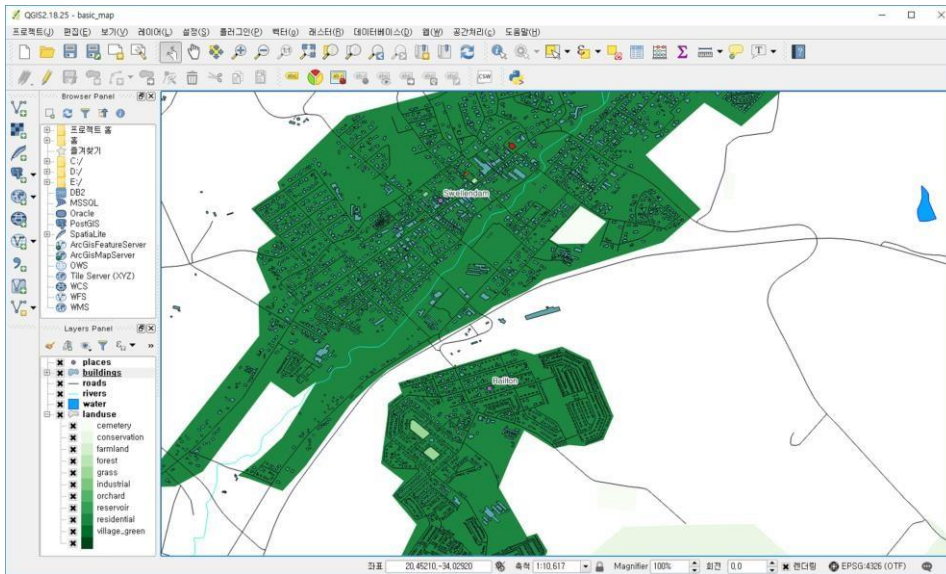 QGIS2.18.25 - basic_map
프로젝트(J) 편집(E) 보기(V) 레이어(L) 설정(S) 플러그인(P) 벡터(o) 래스터(R) 데이터베이스(D) 웹(W) 공간처리(c) 도움말(H)
CSW
Browser Panel
프로젝트 홈
홈
즐겨찾기
C:/
D:/
E:/
DB2
MSSQL
Oracle
PostGIS
SpatiaLite
ArcGisFeatureServer
ArcGisMapServer
OWS
Tile Server (XYZ)
WCS
WFS
WMS
Layers Panel
places
buildings
roads
rivers
water
landuse
cemetery
conservation
farmland
forest
grass
industrial
orchard
reservoir
residential
village_green
Swellendam
Railton
좌표 20,45210,-34,02920 축척 1:10,617 Magnifier 100% 회전 0,0 렌더링 EPSG:4326 (OTF)